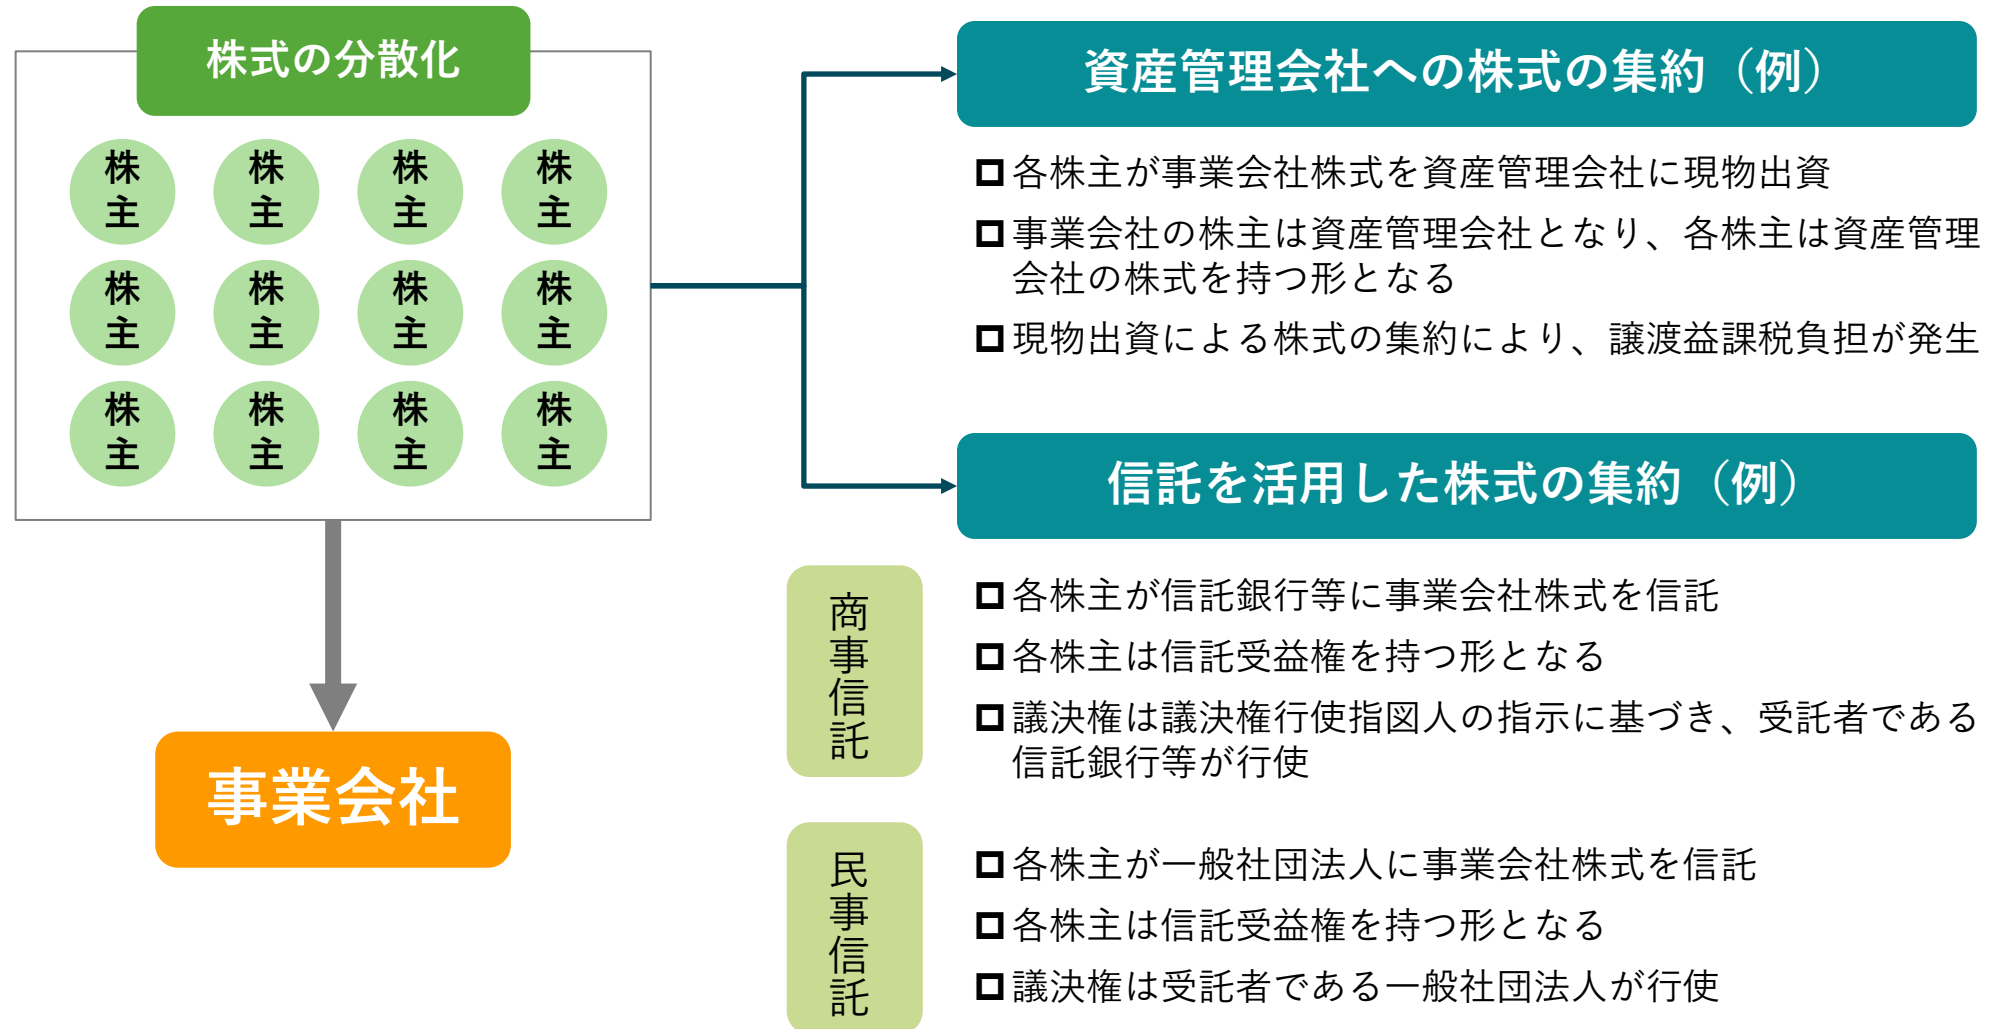 株式の分散化
株主 株主 株主 株主
株主 株主 株主 株主
株主 株主 株主 株主
事業会社
資産管理会社への株式の集約（例）
各株主が事業会社株式を資産管理会社に現物出資
事業会社の株主は資産管理会社となり、各株主は資産管理
会社の株式を持つ形となる
現物出資による株式の集約により、譲渡益課税負担が発生
信託を活用した株式の集約（例）
商事信託
各株主が信託銀行等に事業会社株式を信託
各株主は信託受益権を持つ形となる
議決権は議決権行使指図人の指示に基づき、受託者である
信託銀行等が行使
民事信託
各株主が一般社団法人に事業会社株式を信託
各株主は信託受益権を持つ形となる
議決権は受託者である一般社団法人が行使